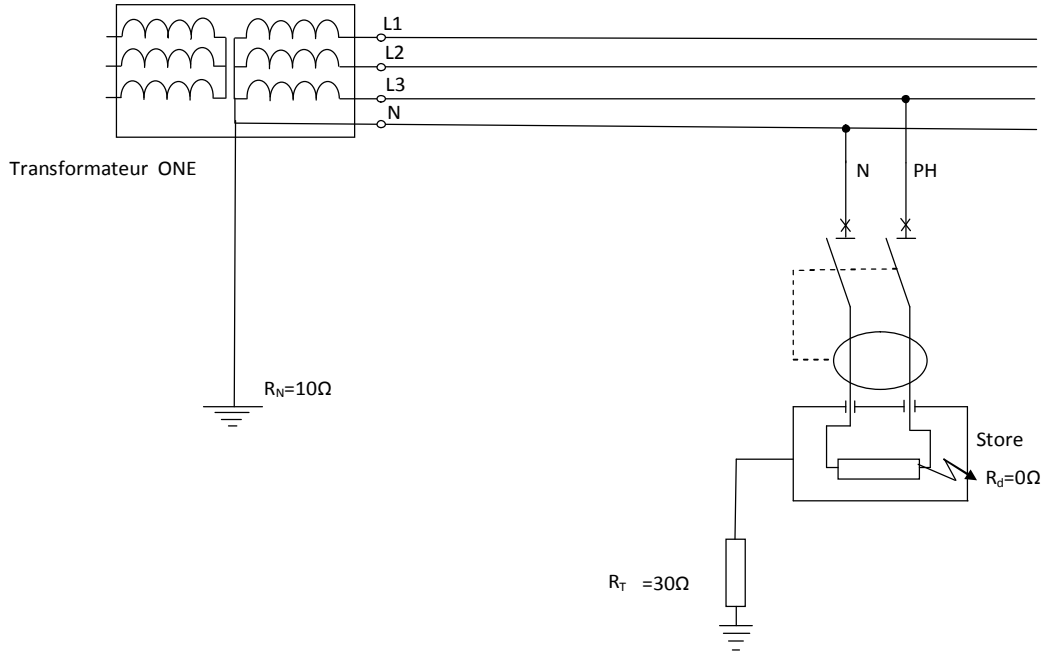 L1
L2
L3
N
Transformateur ONE
N
PH
R_N=10Ω
Store
R_d=0Ω
R_T =30Ω